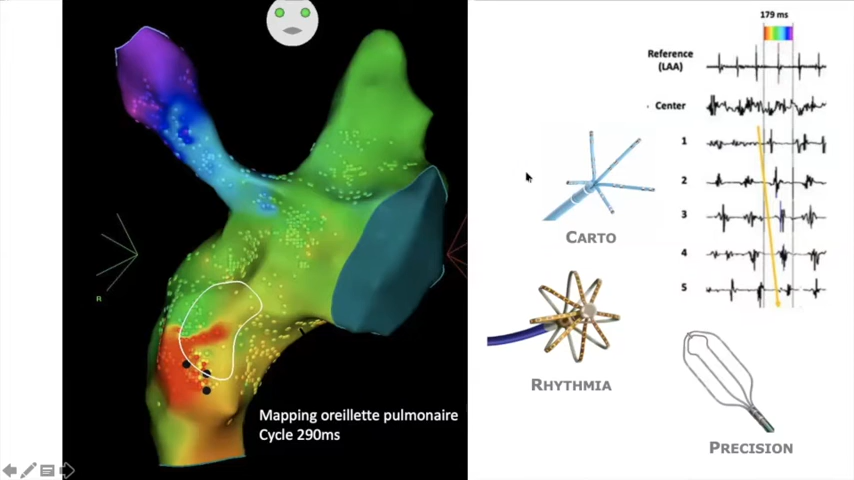 R
Mapping oreillette pulmonaire
Cycle 290ms
CARTO
RHYTHMIA
PRECISION
179 ms
Reference
(LAA)
Center
1
2
3
4
5